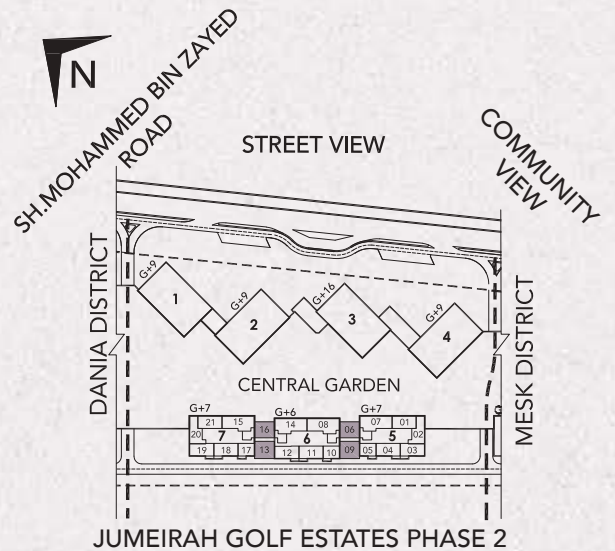 N
SH.MOHAMMED BIN ZAYED
ROAD
STREET VIEW
COMMUNITY
VIEW
DANIA DISTRICT
MESK DISTRICT
G+9
1
G+9
2
G+16
3
G+9
4
CENTRAL GARDEN
G+7
G+6
G+7
21 15 16 14 08 06 07 01
20 7 6 5 02
19 18 17 13 12 11 10 09 05 04 03
JUMEIRAH GOLF ESTATES PHASE 2